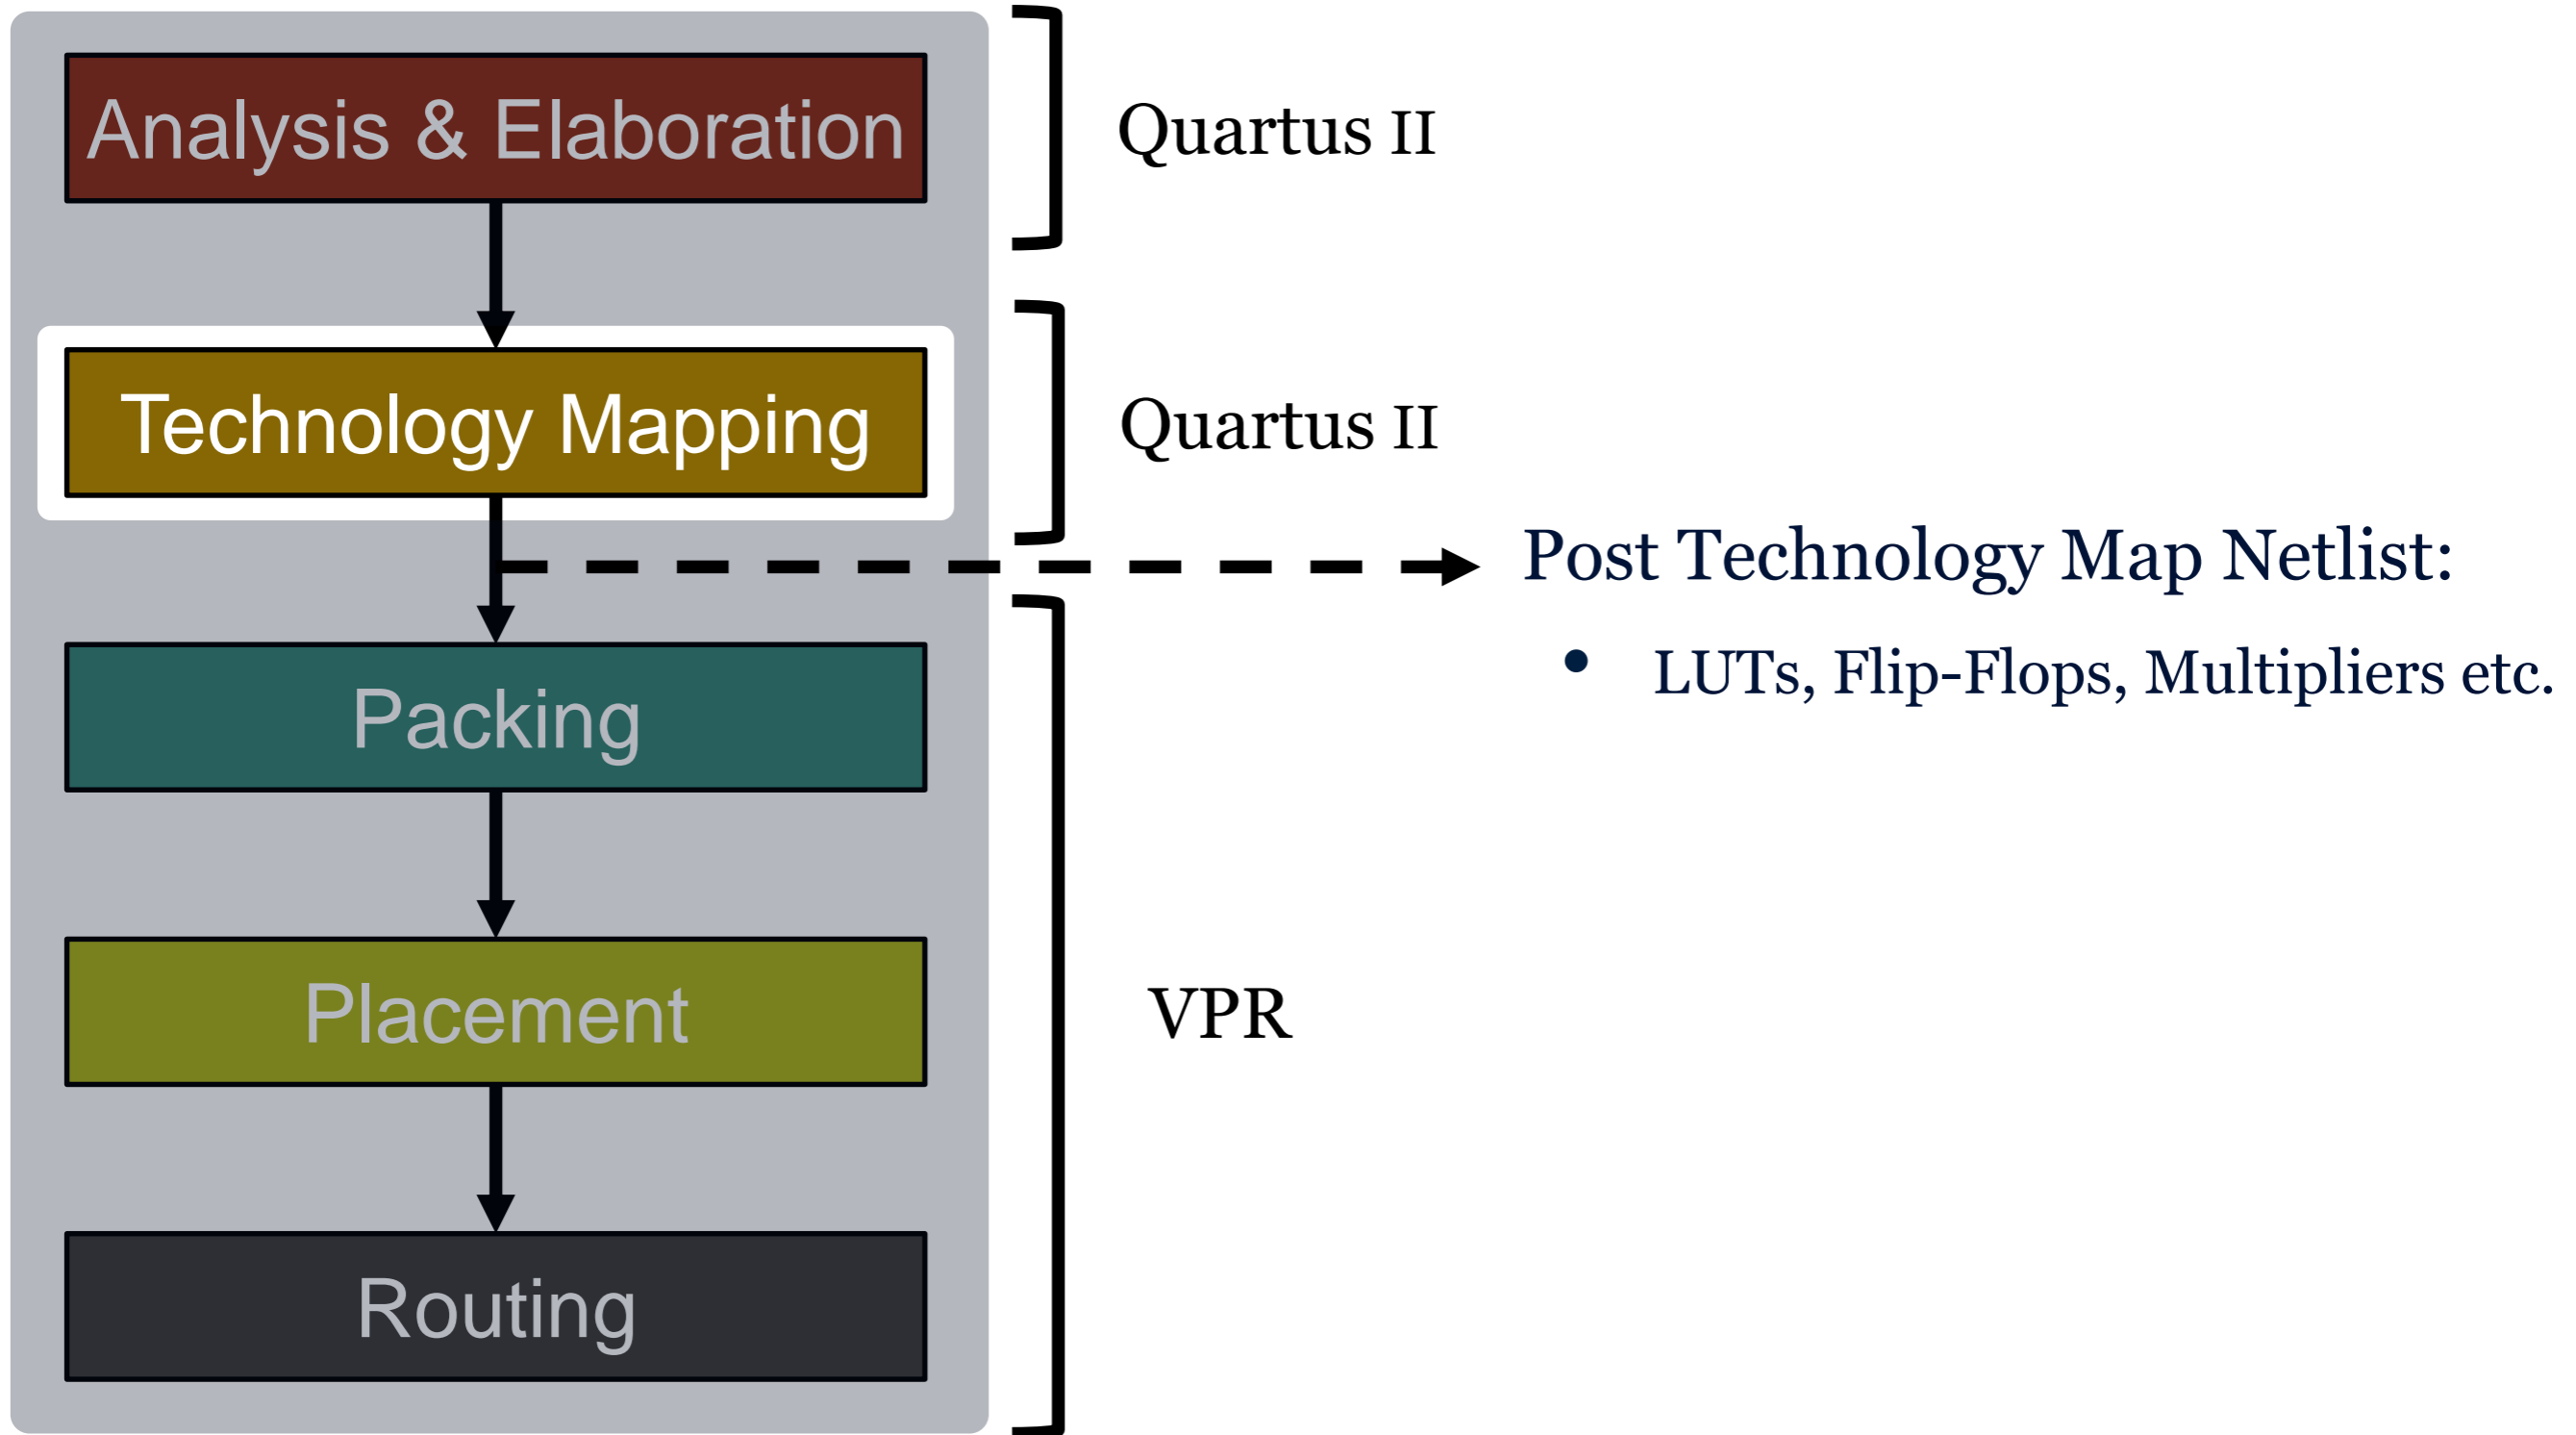 Analysis & Elaboration
Quartus II
Technology Mapping
Quartus II
Post Technology Map Netlist:
• LUTs, Flip-Flops, Multipliers etc.
Packing
Placement
VPR
Routing